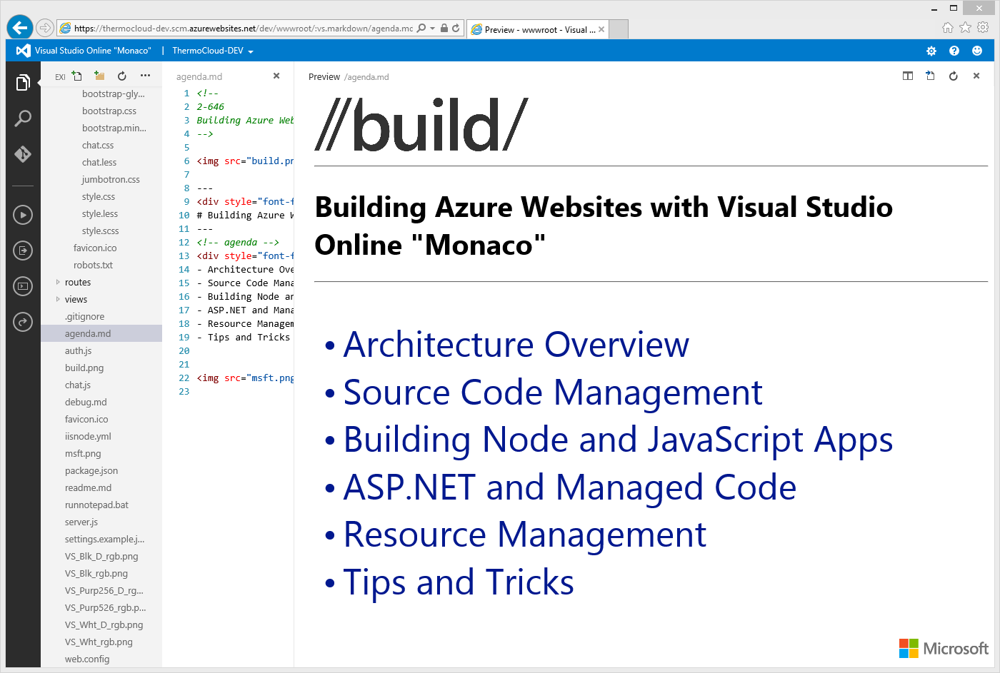 https://thermocloud-dev.scm.azurewebsites.net/dev/wwwroot/:vs.markdown/agenda.md
Preview - wwwroot - Visual ...
Visual Studio Online "Monaco" | ThermoCloud-DEV
EXI
bootstrap-gly...
bootstrap.css
bootstrap.min...
chat.css
chat.less
jumbotron.css
style.css
style.less
style.scss
favicon.ico
robots.txt
routes
views
.gitignore
agenda.md
auth.js
build.png
chat.js
debug.md
favicon.ico
iisnode.yml
msft.png
package.json
readme.md
runnotepad.bat
server.js
settings.example.j...
VS_Blk_D_rgb.png
VS_Blk_rgb.png
VS_Purp256_D_rg...
VS_Purp526_rgb.p...
VS_Wht_D_rgb.png
VS_Wht_rgb.png
web.config
agenda.md
1 <!--
2 2-646
3 Building Azure Web
4 -->
5
6 <img src="build.pn
7
8 ---
9 <div style="font-f
10 # Building Azure W
11 ---
12 <!-- agenda -->
13 <div style="font-f
14 - Architecture Ove
15 - Source Code Mana
16 - Building Node an
17 - ASP.NET and Mana
18 - Resource Managem
19 - Tips and Tricks
20
21
22 <img src="msft.png
23
Preview /agenda.md
//build/
Building Azure Websites with Visual Studio
Online "Monaco"
• Architecture Overview
• Source Code Management
• Building Node and JavaScript Apps
• ASP.NET and Managed Code
• Resource Management
• Tips and Tricks
Microsoft